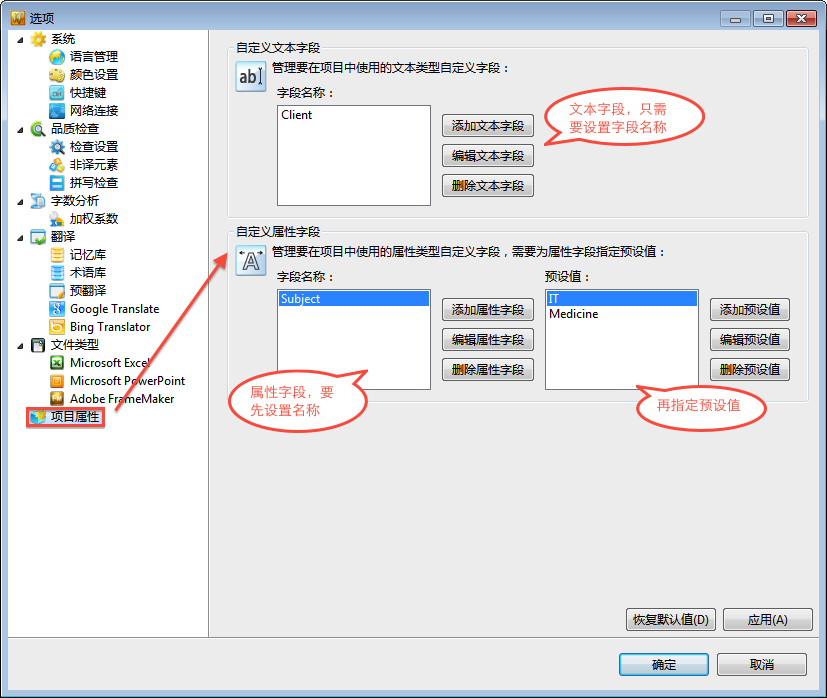 选项
系统
语言管理
颜色设置
快捷键
网络连接
品质检查
检查设置
非译元素
拼写检查
字数分析
加权系数
翻译
记忆库
术语库
预翻译
Google Translate
Bing Translator
文件类型
Microsoft Excel
Microsoft PowerPoint
Adobe FrameMaker
项目属性
自定义文本字段
ab
管理要在项目中使用的文本类型自定义字段：
字段名称：
Client
添加文本字段
编辑文本字段
删除文本字段
文本字段，只需
要设置字段名称
自定义属性字段
A
管理要在项目中使用的属性类型自定义字段，需要为属性字段指定预设值：
字段名称：
Subject
添加属性字段
编辑属性字段
删除属性字段
预设值：
IT
Medicine
添加预设值
编辑预设值
删除预设值
属性字段，要
先设置名称
再指定预设值
恢复默认值(D)
应用(A)
确定
取消